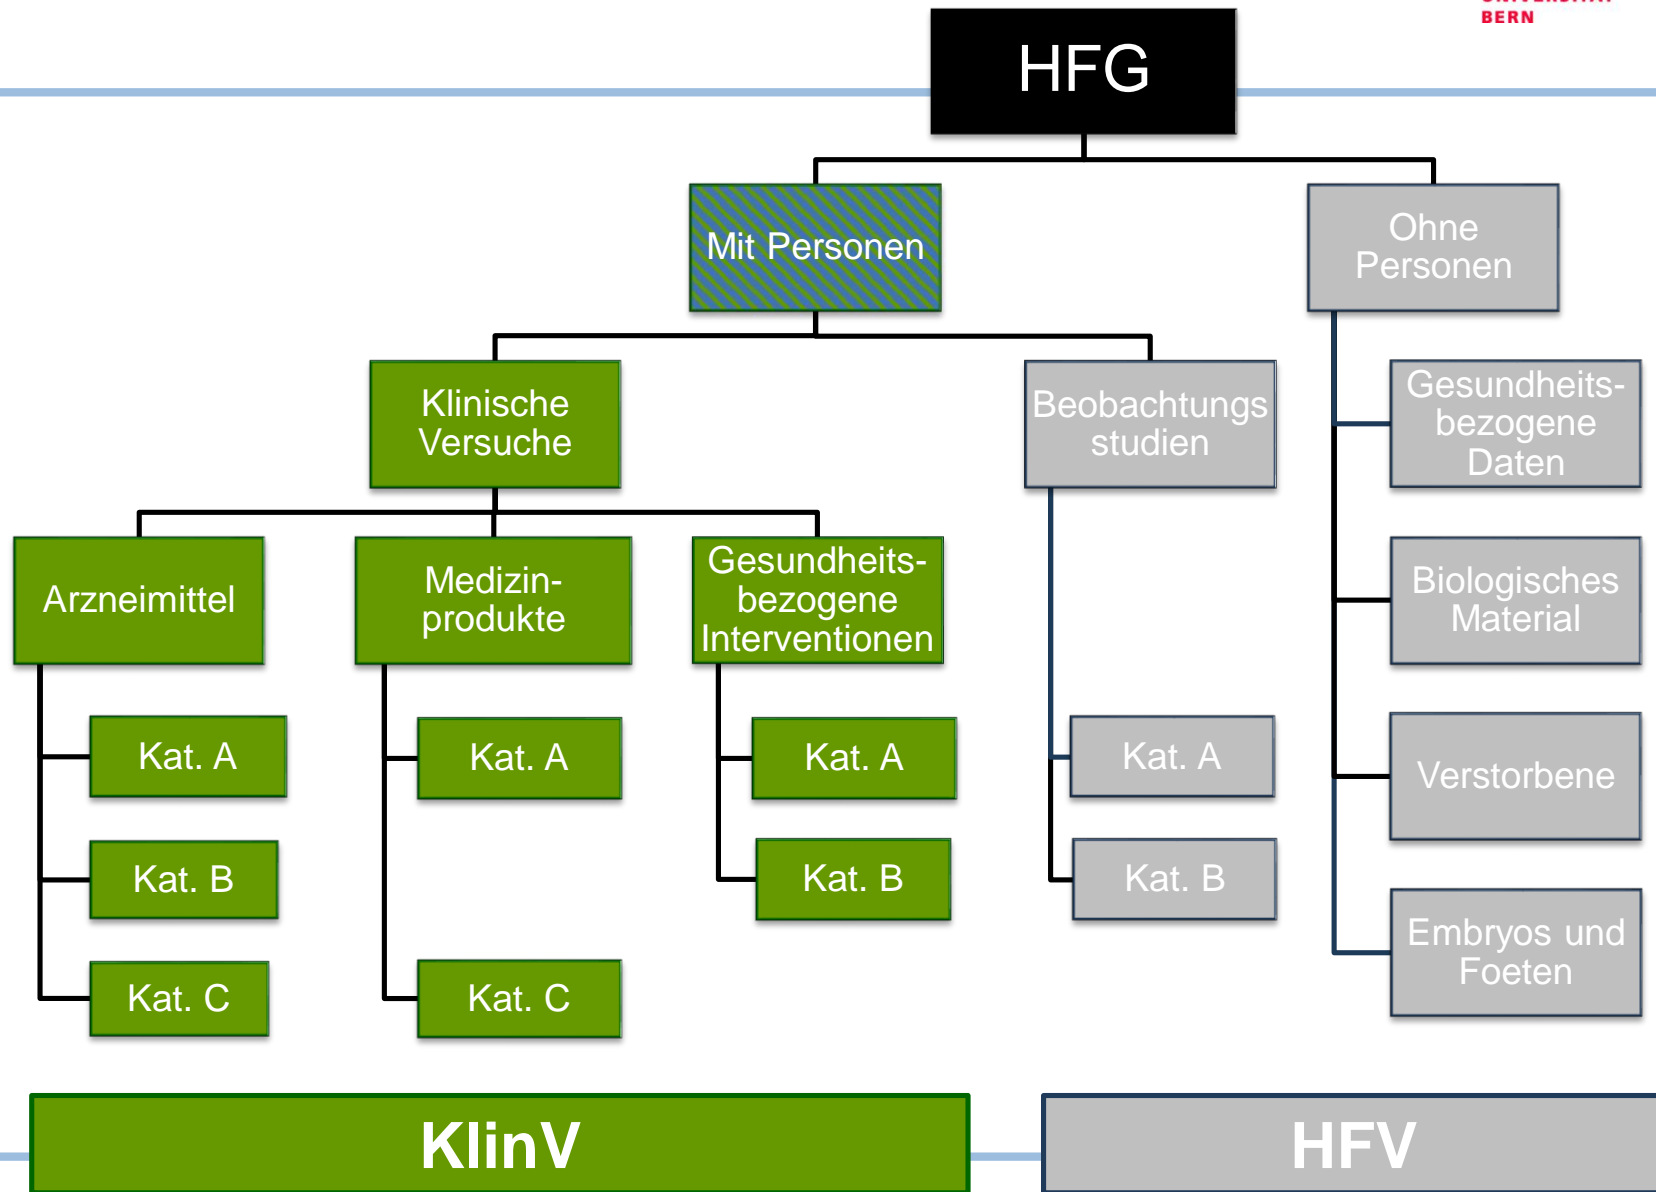 BERN
HFG
Mit Personen
Ohne
Personen
Klinische
Versuche
Beobachtungs
studien
Gesundheits-
bezogene
Daten
Arzneimittel
Medizin-
produkte
Gesundheits-
bezogene
Interventionen
Biologisches
Material
Kat. A
Kat. A
Kat. A
Kat. A
Verstorbene
Kat. B
Kat. B
Kat. B
Kat. C
Kat. C
Embryos und
Foeten
KlinV
HFV